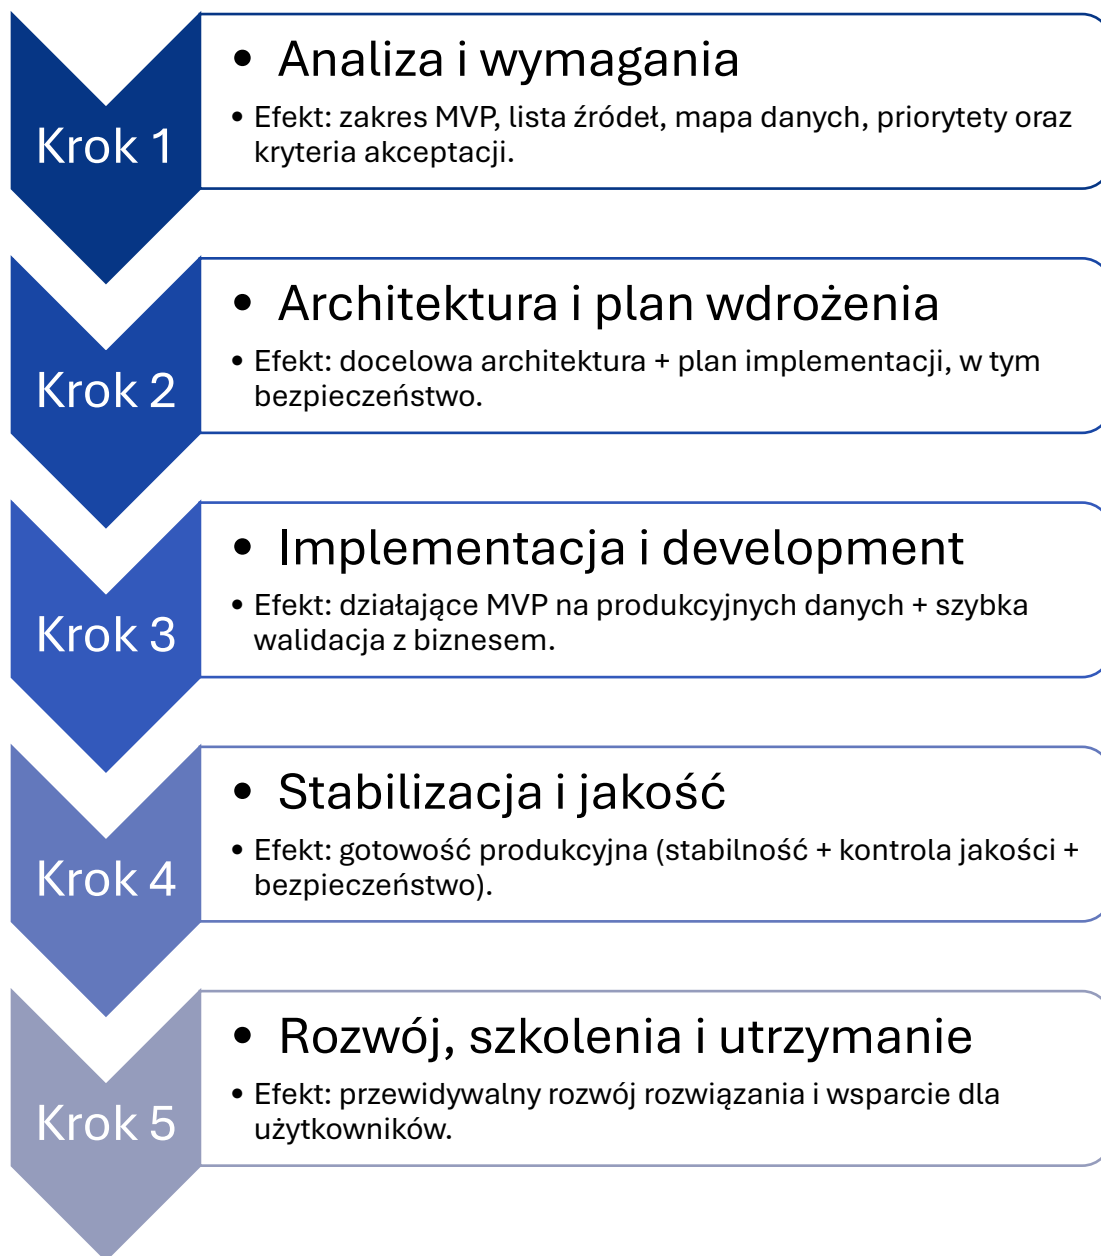 Krok 1
• Analiza i wymagania
• Efekt: zakres MVP, lista źródeł, mapa danych, priorytety oraz
kryteria akceptacji.
Krok 2
• Architektura i plan wdrożenia
• Efekt: docelowa architektura + plan implementacji, w tym
bezpieczeństwo.
Krok 3
• Implementacja i development
• Efekt: działające MVP na produkcyjnych danych + szybka
walidacja z biznesem.
Krok 4
• Stabilizacja i jakość
• Efekt: gotowość produkcyjna (stabilność + kontrola jakości +
bezpieczeństwo).
Krok 5
• Rozwój, szkolenia i utrzymanie
• Efekt: przewidywalny rozwój rozwiązania i wsparcie dla
użytkowników.